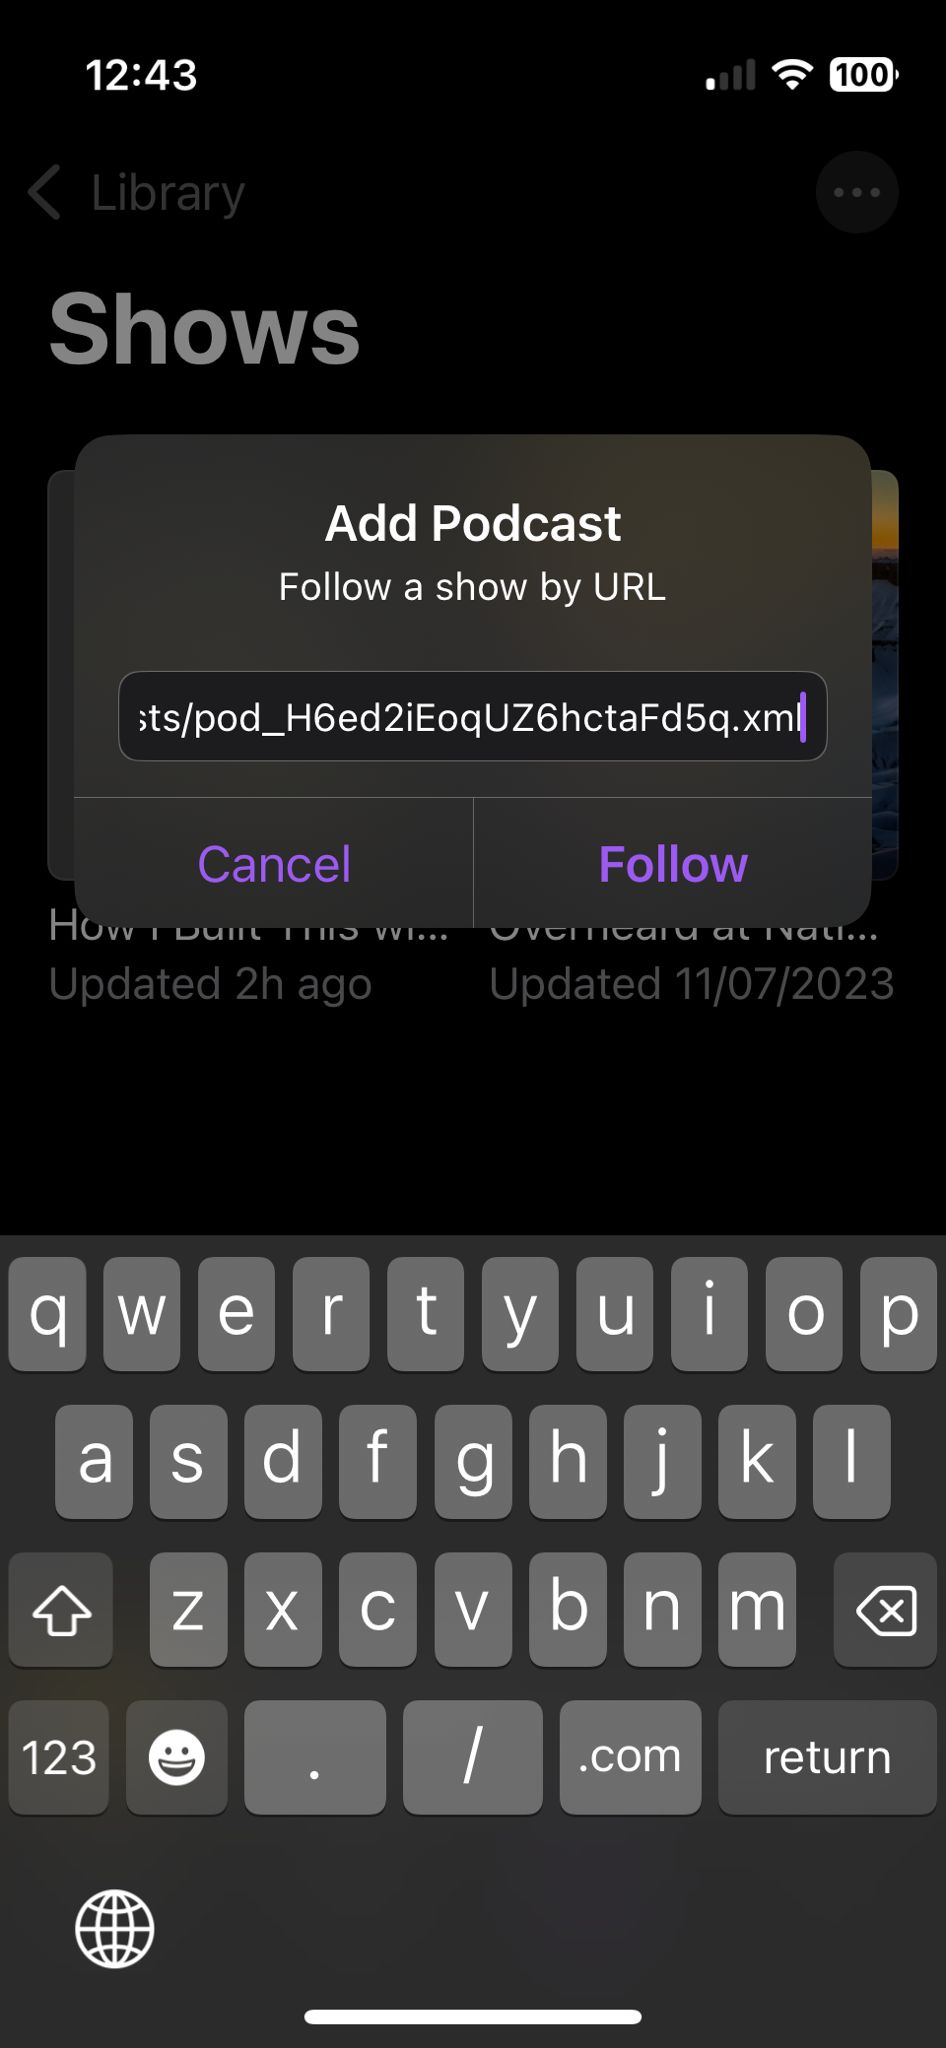 12:43
100
Library
Shows
Add Podcast
Follow a show by URL
sts/pod_H6ed2iEoqUZ6hctaFd5q.xml
Cancel
Follow
How I Built This wi...
Overheard at Nati...
Updated 2h ago
Updated 11/07/2023
q w e r t y u i o p
a s d f g h j k l
z x c v b n m
123 . / .com return